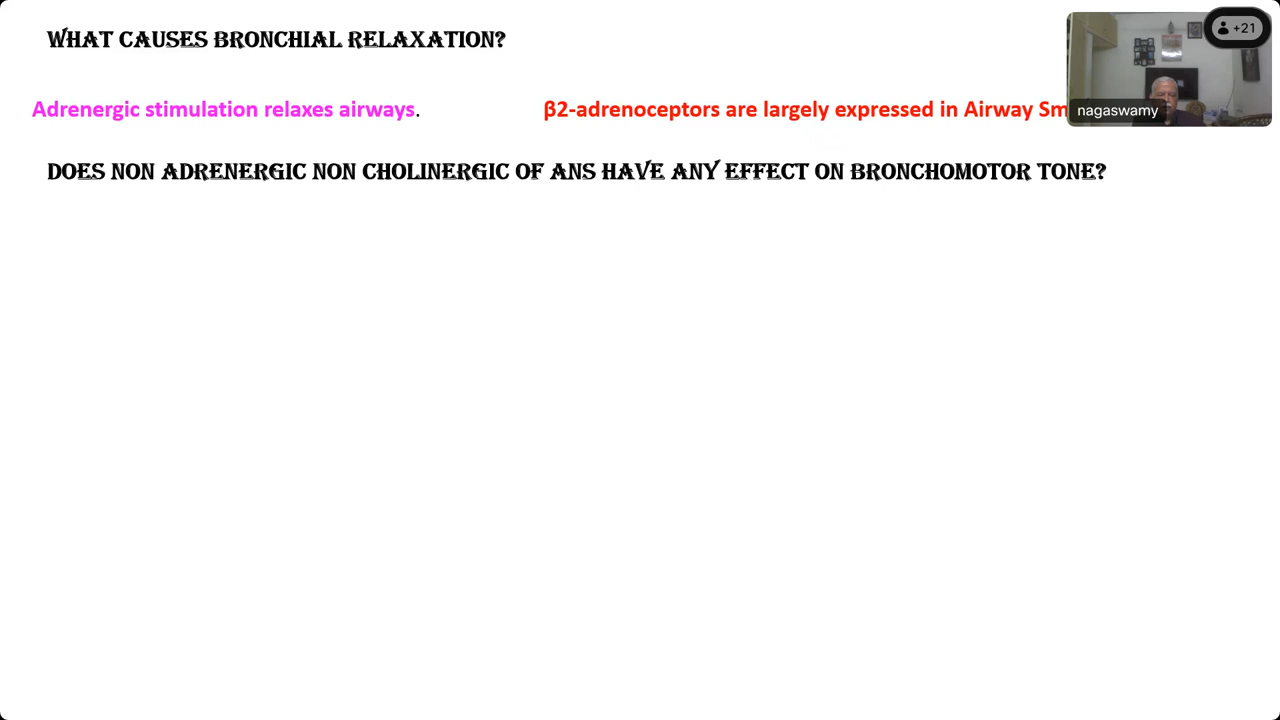 WHAT CAUSES BRONCHIAL RELAXATION?
+21
Adrenergic stimulation relaxes airways. β2-adrenoceptors are largely expressed in Airway
nagaswamy
DOES NON ADRENERGIC NON CHOLINERGIC OF ANS HAVE ANY EFFECT ON BRONCHOMOTOR TONE?